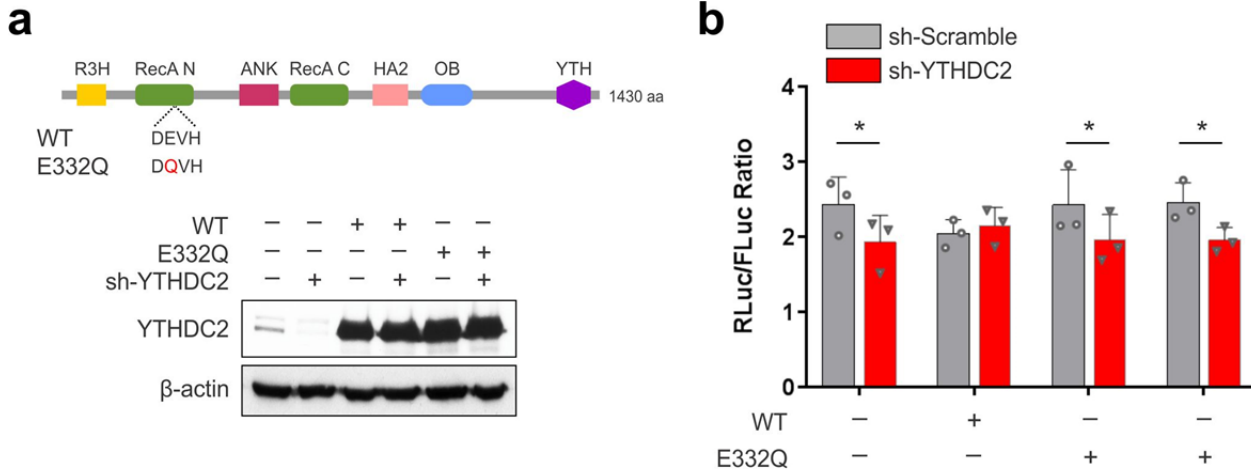 a
R3H RecA N ANK RecA C HA2 OB YTH
1430 aa
WT DEVH
E332Q DQVH
WT − − + + − −
E332Q − − − − + +
sh-YTHDC2 − + − + − +
YTHDC2
β-actin
b
sh-Scramble
sh-YTHDC2
RLuc/FLuc Ratio
4
3
2
1
0
* * *
WT − + − −
E332Q − − + +